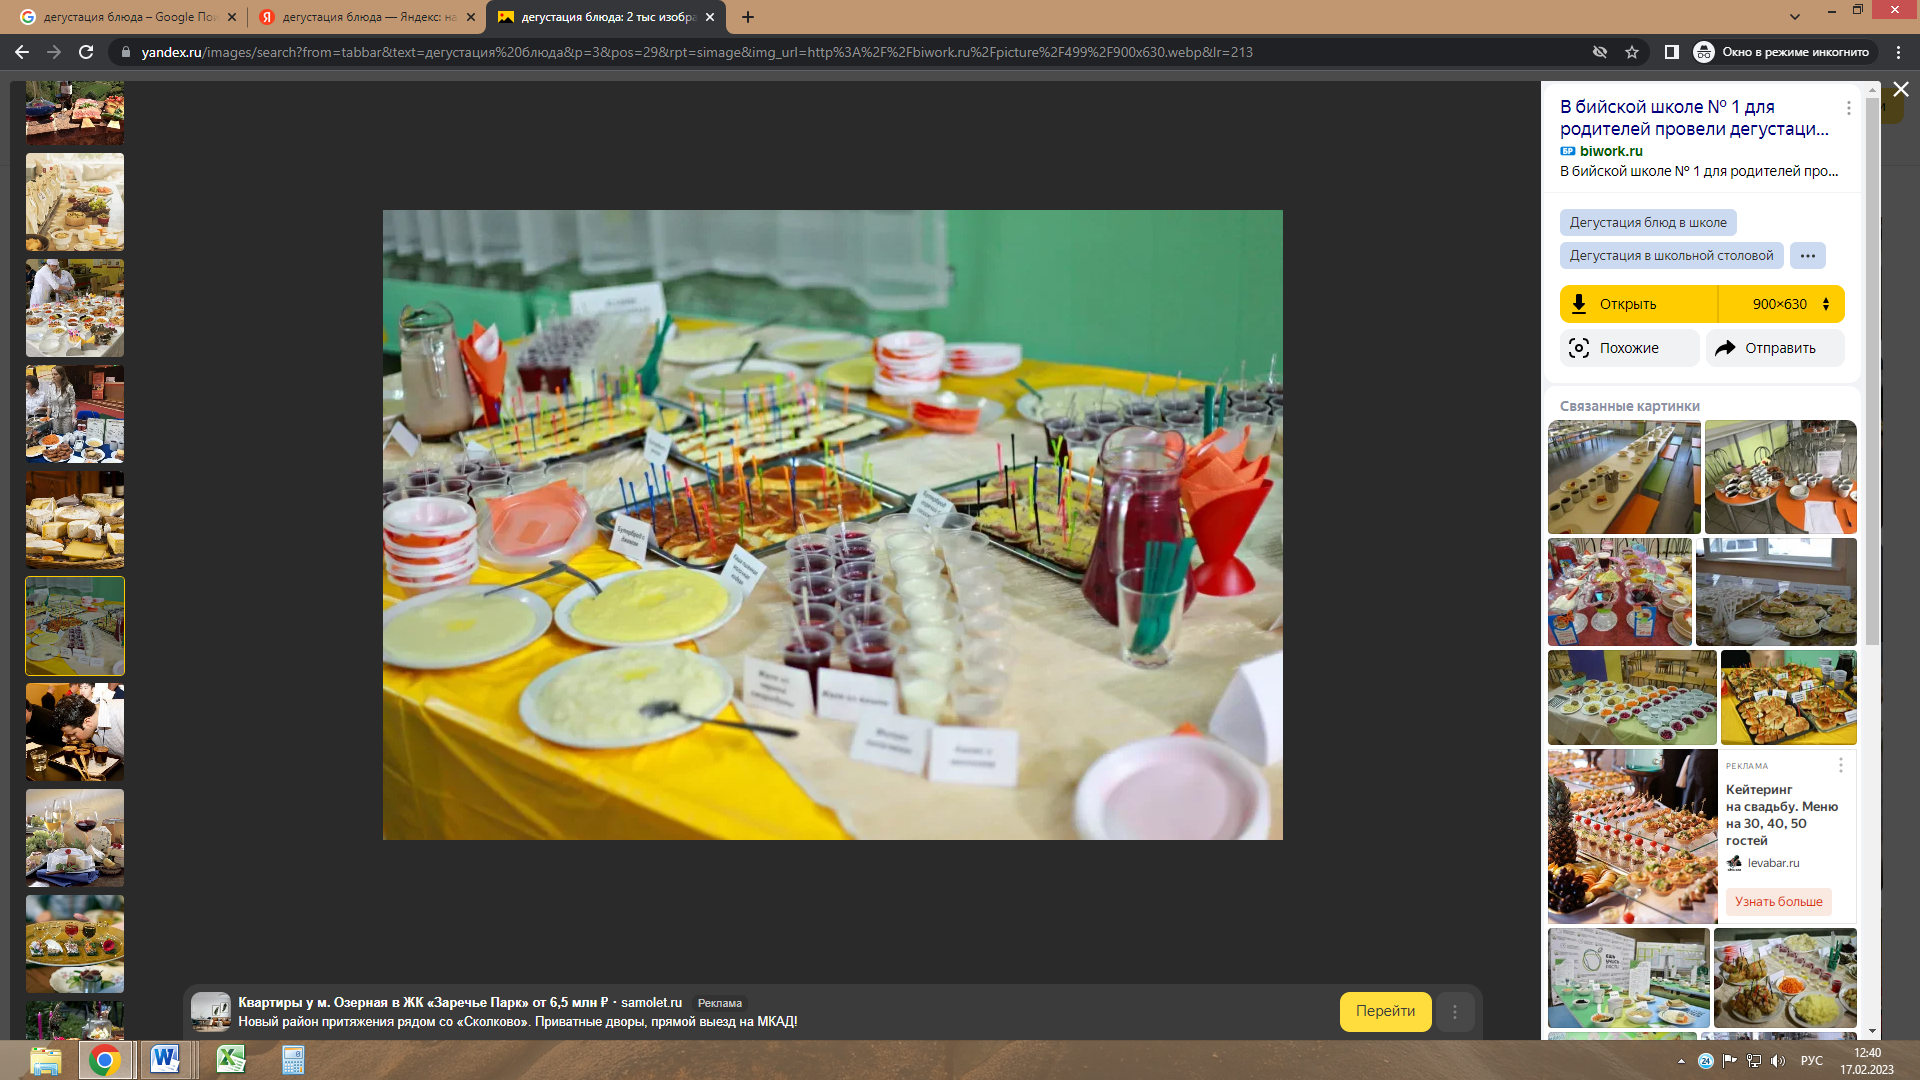 дегустация блюда – Google Пои
дегустация блюда — Яндекс: на
дегустация блюда: 2 тыс изобра
yandex.ru/images/search?from=tabbar&text=дегустация%20блюда&p=3&pos=29&rpt=simage&img_url=http%3A%2F%2Fbiwork.ru%2Fpicture%2F499%2F900x630.webp&lr=213
Окно в режиме инкогнито
В бийской школе № 1 для
родителей провели дегустаци...
БР biwork.ru
В бийской школе № 1 для родителей про...
Дегустация блюд в школе
Дегустация в школьной столовой
Открыть 900×630
Похожие Отправить
Связанные картинки
Бутерброд с
РЕКЛАМА
Кейтеринг
на свадьбу. Меню
на 30, 40, 50
гостей
levabar.ru
Узнать больше
Квартиры у м. Озерная в ЖК «Заречье Парк» от 6,5 млн ₽ · samolet.ru Реклама
Новый район притяжения рядом со «Сколково». Приватные дворы, прямой выезд на МКАД!
Перейти
24 РУС
12:40
17.02.2023